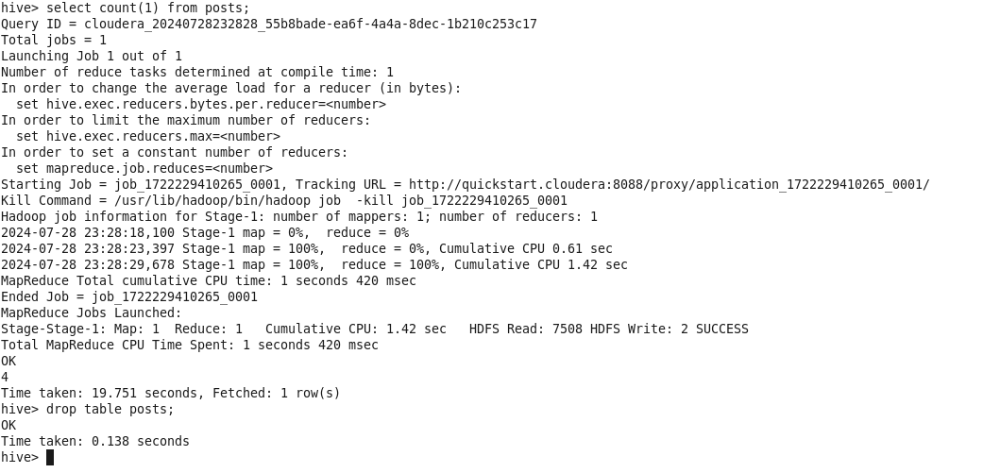 hive> select count(1) from posts;
Query ID = cloudera_20240728232828_55b8bade-ea6f-4a4a-8dec-1b210c253c17
Total jobs = 1
Launching Job 1 out of 1
Number of reduce tasks determined at compile time: 1
In order to change the average load for a reducer (in bytes):
  set hive.exec.reducers.bytes.per.reducer=<number>
In order to limit the maximum number of reducers:
  set hive.exec.reducers.max=<number>
In order to set a constant number of reducers:
  set mapreduce.job.reduces=<number>
Starting Job = job_1722229410265_0001, Tracking URL = http://quickstart.cloudera:8088/proxy/application_1722229410265_0001/
Kill Command = /usr/lib/hadoop/bin/hadoop job  -kill job_1722229410265_0001
Hadoop job information for Stage-1: number of mappers: 1; number of reducers: 1
2024-07-28 23:28:18,100 Stage-1 map = 0%,  reduce = 0%
2024-07-28 23:28:23,397 Stage-1 map = 100%,  reduce = 0%, Cumulative CPU 0.61 sec
2024-07-28 23:28:29,678 Stage-1 map = 100%,  reduce = 100%, Cumulative CPU 1.42 sec
MapReduce Total cumulative CPU time: 1 seconds 420 msec
Ended Job = job_1722229410265_0001
MapReduce Jobs Launched:
Stage-Stage-1: Map: 1  Reduce: 1   Cumulative CPU: 1.42 sec   HDFS Read: 7508 HDFS Write: 2 SUCCESS
Total MapReduce CPU Time Spent: 1 seconds 420 msec
OK
4
Time taken: 19.751 seconds, Fetched: 1 row(s)
hive> drop table posts;
OK
Time taken: 0.138 seconds
hive>